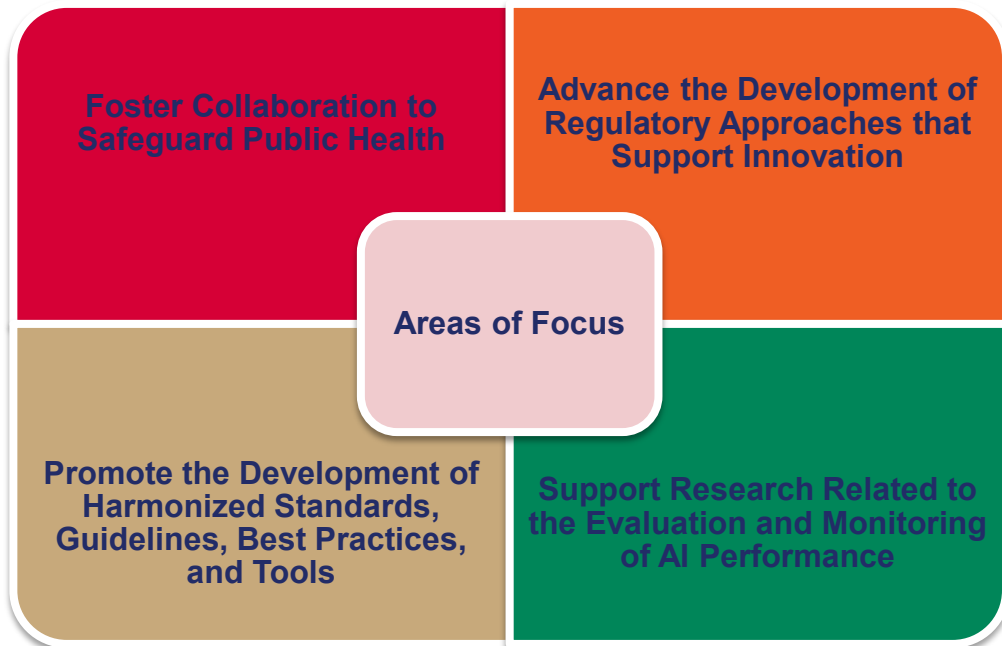 Foster Collaboration to
Safeguard Public Health
Advance the Development of
Regulatory Approaches that
Support Innovation
Areas of Focus
Promote the Development of
Harmonized Standards,
Guidelines, Best Practices,
and Tools
Support Research Related to
the Evaluation and Monitoring
of AI Performance